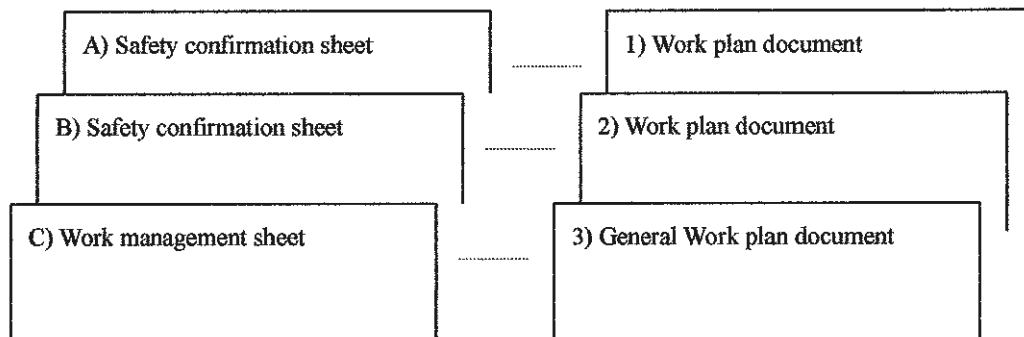 A) Safety confirmation sheet
1) Work plan document
B) Safety confirmation sheet
2) Work plan document
C) Work management sheet
3) General Work plan document